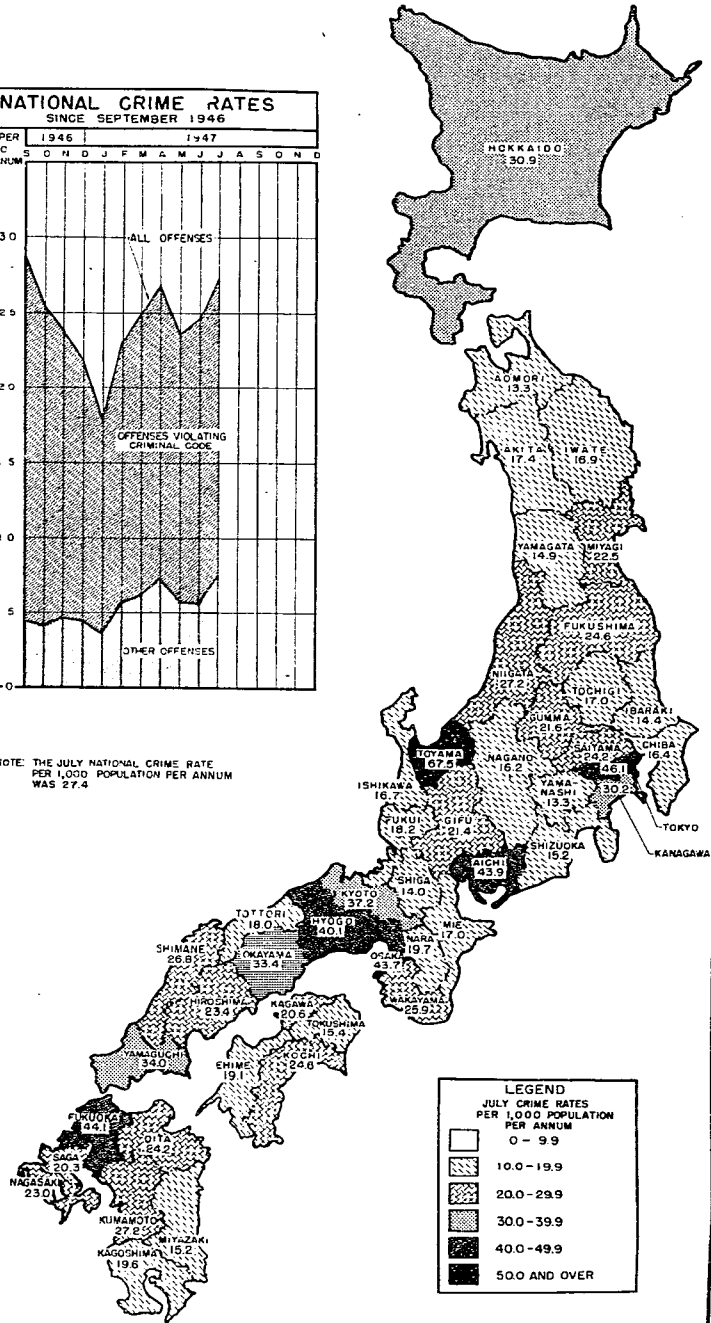 NATIONAL CRIME RATES
SINCE SEPTEMBER 1946
PER
1946 1947
S O N D J F M A M J J A S O N D
30
25
20
ALL OFFENSES
OFFENSES VIOLATING
CRIMINAL CODE
OTHER OFFENSES
NOTE: THE JULY NATIONAL CRIME RATE
PER 1,000 POPULATION PER ANNUM
WAS 27.4
HOKKAIDO
30.9
AOMORI
13.3
AKITA
17.4
IWATE
16.9
YAMAGATA
14.9
MIYAGI
22.5
FUKUSHIMA
24.6
NIIGATA
27.2
TOCHIGI
17.0
IBARAKI
14.4
GUMMA
21.6
SAITAMA
24.2
CHIBA
16.4
TOYAMA
67.5
NAGANO
16.2
46.1
TOKYO
30.2
KANAGAWA
ISHIKAWA
16.7
YAMA-
NASHI
13.3
FUKUI
18.2
GIFU
21.4
SHIZUOKA
15.2
AICHI
43.9
SHIGA
14.0
KYOTO
37.2
MIE
17.0
TOTTORI
18.0
HYOGO
40.1
NARA
19.7
OSAKA
43.7
SHIMANE
26.8
OKAYAMA
33.4
HIROSHIMA
23.4
WAKAYAMA
25.9
KAGAWA
20.6
TOKUSHIMA
15.4
YAMAGUCHI
34.0
EHIME
19.1
KOCHI
24.6
FUKUOKA
44.1
OITA
24.2
SAGA
20.3
NAGASAKI
23.0
KUMAMOTO
27.2
MIYAZAKI
15.2
KAGOSHIMA
19.6
LEGEND
JULY CRIME RATES
PER 1,000 POPULATION
PER ANNUM
0 - 9.9
10.0 - 19.9
20.0 - 29.9
30.0 - 39.9
40.0 - 49.9
50.0 AND OVER